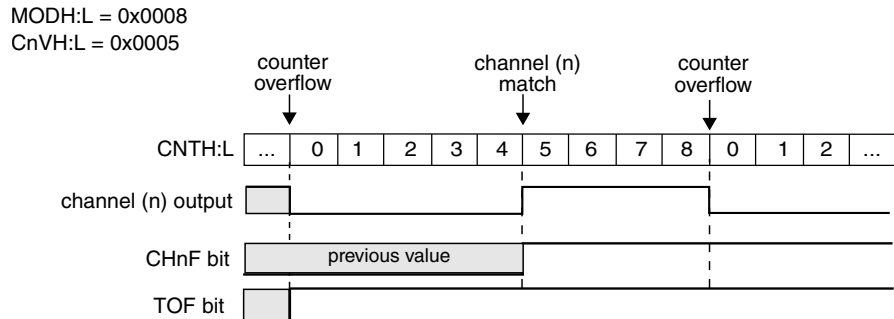 MODH:L = 0x0008
CnVH:L = 0x0005
counter overflow
channel (n) match
counter overflow
CNTH:L ... 0 1 2 3 4 5 6 7 8 0 1 2 ...
channel (n) output
CHnF bit previous value
TOF bit